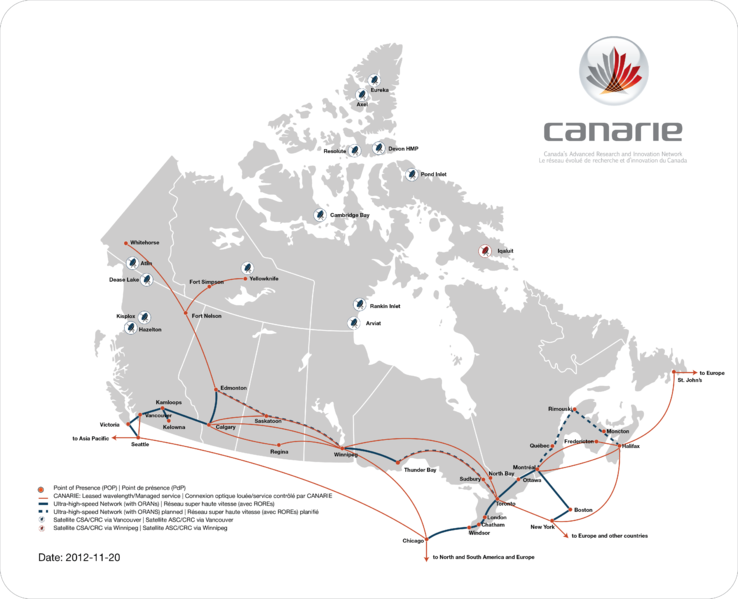 Eureka
Axel
canarie
Canada's Advanced Research and Innovation Network
Le réseau évolué de recherche et d'innovation du Canada
Resolute
Devon HMP
Pond Inlet
Cambridge Bay
Whitehorse
Iqaluit
Atlin
Dease Lake
Fort Simpson
Yellowknife
Rankin Inlet
Kispiox
Fort Nelson
Arviat
Hazelton
to Europe
St. John's
Edmonton
Kamloops
Rimouski
Vancouver
Saskatoon
Victoria
Kelowna
Calgary
Moncton
to Asia Pacific
Seattle
Québec
Fredericton
Halifax
Regina
Winnipeg
Thunder Bay
Montréal
Sudbury
North Bay
Ottawa
Point of Presence (POP) | Point de présence (PdP)
CANARIE: Leased wavelength/Managed service | Connexion optique louée/service contrôlé par CANARIE
Toronto
Ultra-high-speed Network (with ORANs) | Réseau super haute vitesse (avec ROREs)
Boston
Ultra-high-speed Network (with ORANS) planned | Réseau super haute vitesse (avec ROREs) planifié
London
Satellite CSA/CRC via Vancouver | Satellite ASC/CRC via Vancouver
Chatham
New York
Satellite CSA/CRC via Winnipeg | Satellite ASC/CRC via Winnipeg
Windsor
to Europe and other countries
Chicago
Date: 2012-11-20
to North and South America and Europe